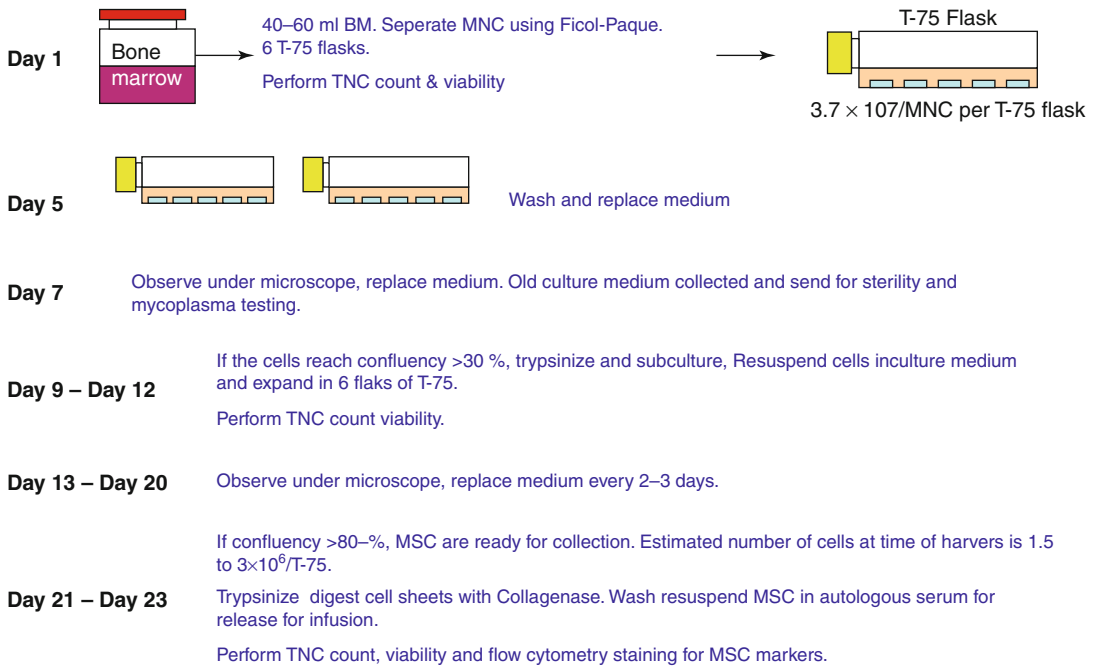 Day 1
Bone
marrow
40–60 ml BM. Seperate MNC using Ficol-Paque.
6 T-75 flasks.
Perform TNC count & viability
T-75 Flask
3.7 × 107/MNC per T-75 flask
Day 5
Wash and replace medium
Day 7
Observe under microscope, replace medium. Old culture medium collected and send for sterility and
mycoplasma testing.
Day 9 – Day 12
If the cells reach confluency >30 %, trypsinize and subculture, Resuspend cells inculture medium
and expand in 6 flaks of T-75.
Perform TNC count viability.
Day 13 – Day 20
Observe under microscope, replace medium every 2–3 days.
Day 21 – Day 23
If confluency >80–%, MSC are ready for collection. Estimated number of cells at time of harvers is 1.5
to 3×10⁶/T-75.
Trypsinize digest cell sheets with Collagenase. Wash resuspend MSC in autologous serum for
release for infusion.
Perform TNC count, viability and flow cytometry staining for MSC markers.